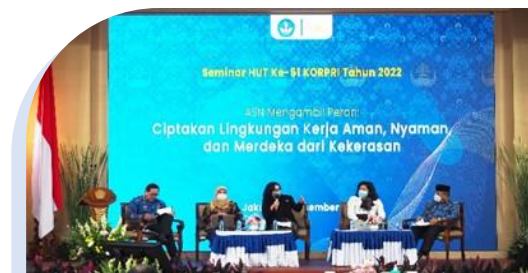 Seminar HUT Ke-51 KORPRI Tahun 2022
ASN Mengambil Peran:
Ciptakan Lingkungan Kerja Aman, Nyaman,
dan Merdeka dari Kekerasan